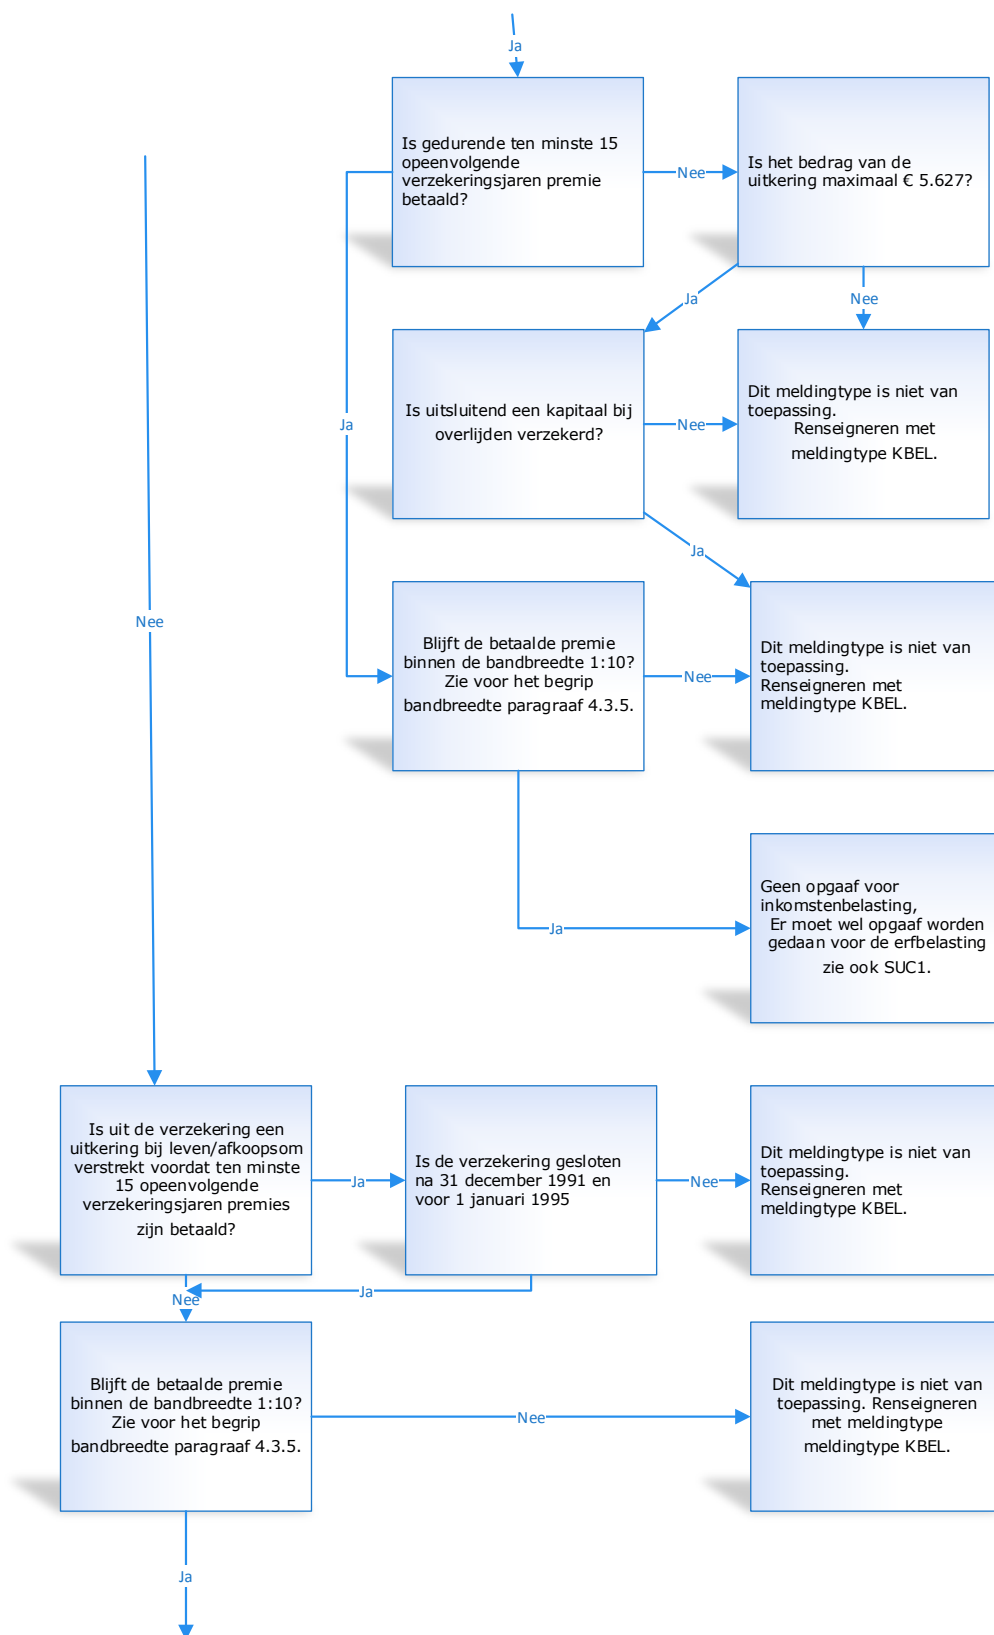 Ja
Is gedurende ten minste 15
opeenvolgende
verzekeringsjaren premie
betaald?
Nee
Is het bedrag van de
uitkering maximaal € 5.627?
Ja
Nee
Is uitsluitend een kapitaal bij
overlijden verzekerd?
Nee
Dit meldingtype is niet van
toepassing.
Renseigneren met
meldingtype KBEL.
Ja
Ja
Nee
Blijft de betaalde premie
binnen de bandbreedte 1:10?
Zie voor het begrip
bandbreedte paragraaf 4.3.5.
Nee
Dit meldingtype is niet van
toepassing.
Renseigneren met
meldingtype KBEL.
Ja
Geen opgaaf voor
inkomstenbelasting,
Er moet wel opgaaf worden
gedaan voor de erfbelasting
zie ook SUC1.
Is uit de verzekering een
uitkering bij leven/afkoopsom
verstrekt voordat ten minste
15 opeenvolgende
verzekeringsjaren premies
zijn betaald?
Ja
Is de verzekering gesloten
na 31 december 1991 en
voor 1 januari 1995
Nee
Dit meldingtype is niet van
toepassing.
Renseigneren met
meldingtype KBEL.
Ja
Nee
Blijft de betaalde premie
binnen de bandbreedte 1:10?
Zie voor het begrip
bandbreedte paragraaf 4.3.5.
Nee
Dit meldingtype is niet van
toepassing. Renseigneren
met meldingtype
meldingtype KBEL.
Ja